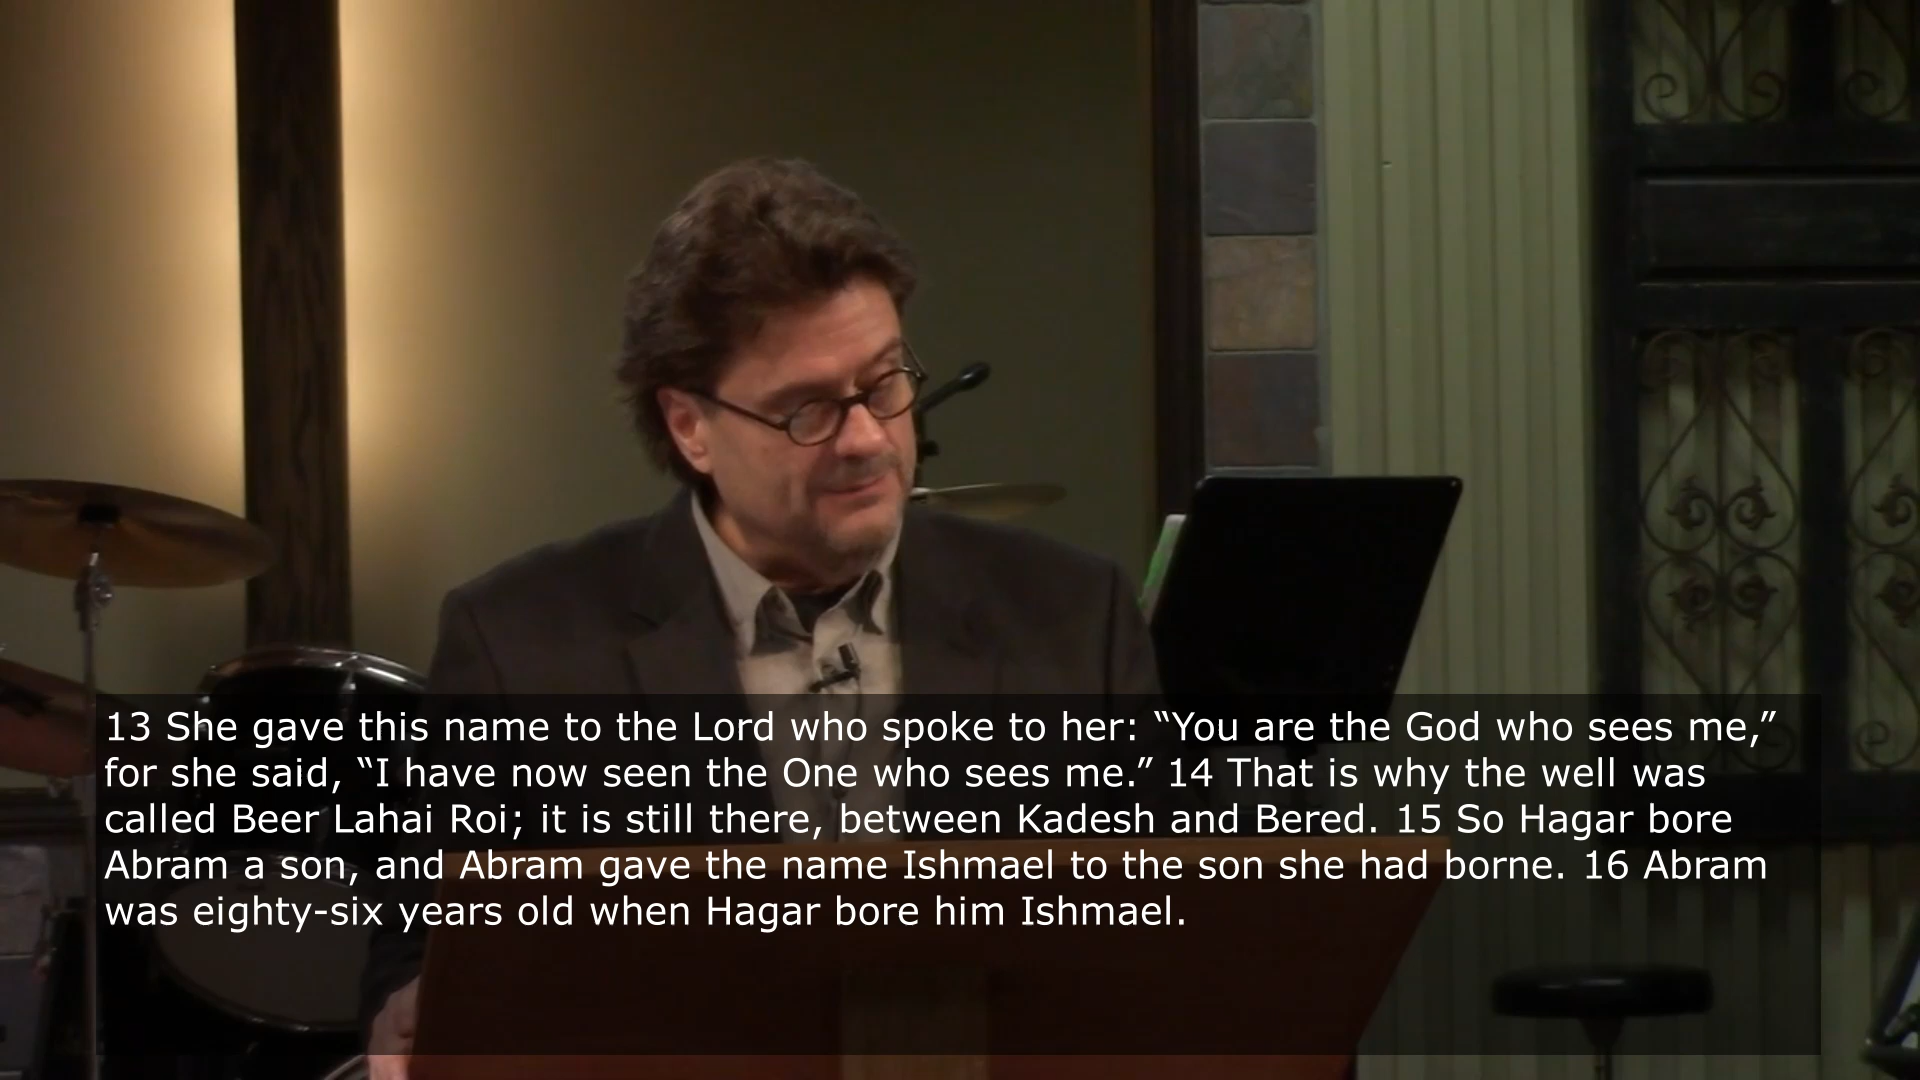 13 She gave this name to the Lord who spoke to her: “You are the God who sees me,”
for she said, “I have now seen the One who sees me.” 14 That is why the well was
called Beer Lahai Roi; it is still there, between Kadesh and Bered. 15 So Hagar bore
Abram a son, and Abram gave the name Ishmael to the son she had borne. 16 Abram
was eighty-six years old when Hagar bore him Ishmael.